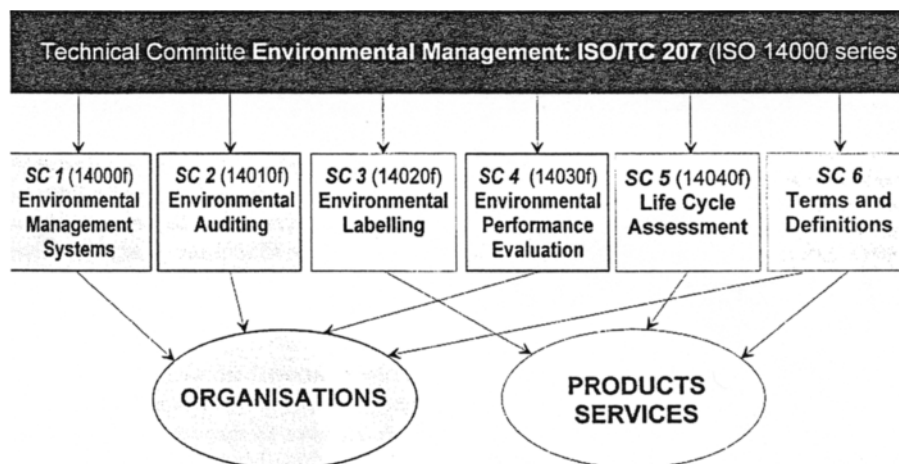 Technical Committe Environmental Management: ISO/TC 207 (ISO 14000 series
SC 1 (14000f)
Environmental
Management
Systems
SC 2 (14010f)
Environmental
Auditing
SC 3 (14020f)
Environmental
Labelling
SC 4 (14030f)
Environmental
Performance
Evaluation
SC 5 (14040f)
Life Cycle
Assessment
SC 6
Terms and
Definitions
ORGANISATIONS
PRODUCTS
SERVICES